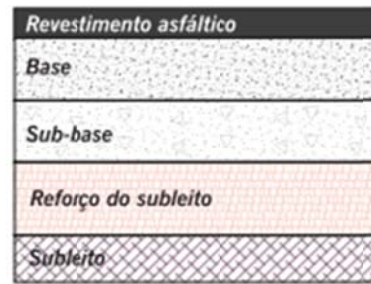 Revestimento asfáltico
Base
Sub-base
Reforço do subleito
Subleito